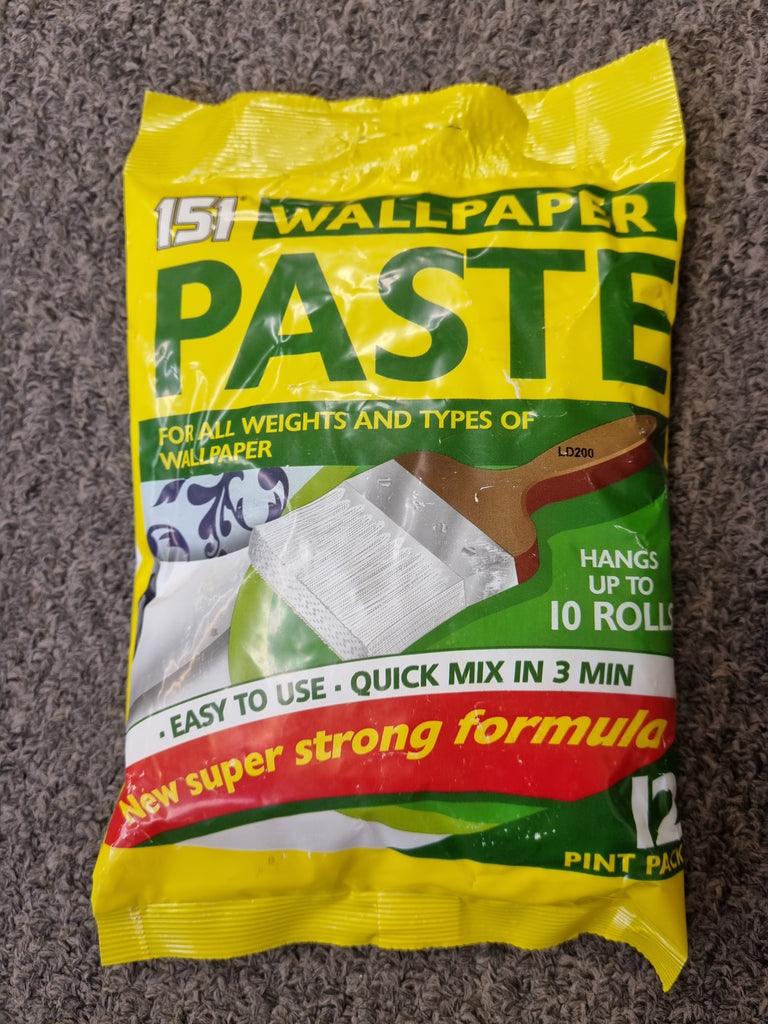 151 WALLPAPER
PASTE
FOR ALL WEIGHTS AND TYPES OF
WALLPAPER
LD200
HANGS
UP TO
10 ROLLS
· EASY TO USE · QUICK MIX IN 3 MIN
New super strong formula
12
PINT PACK